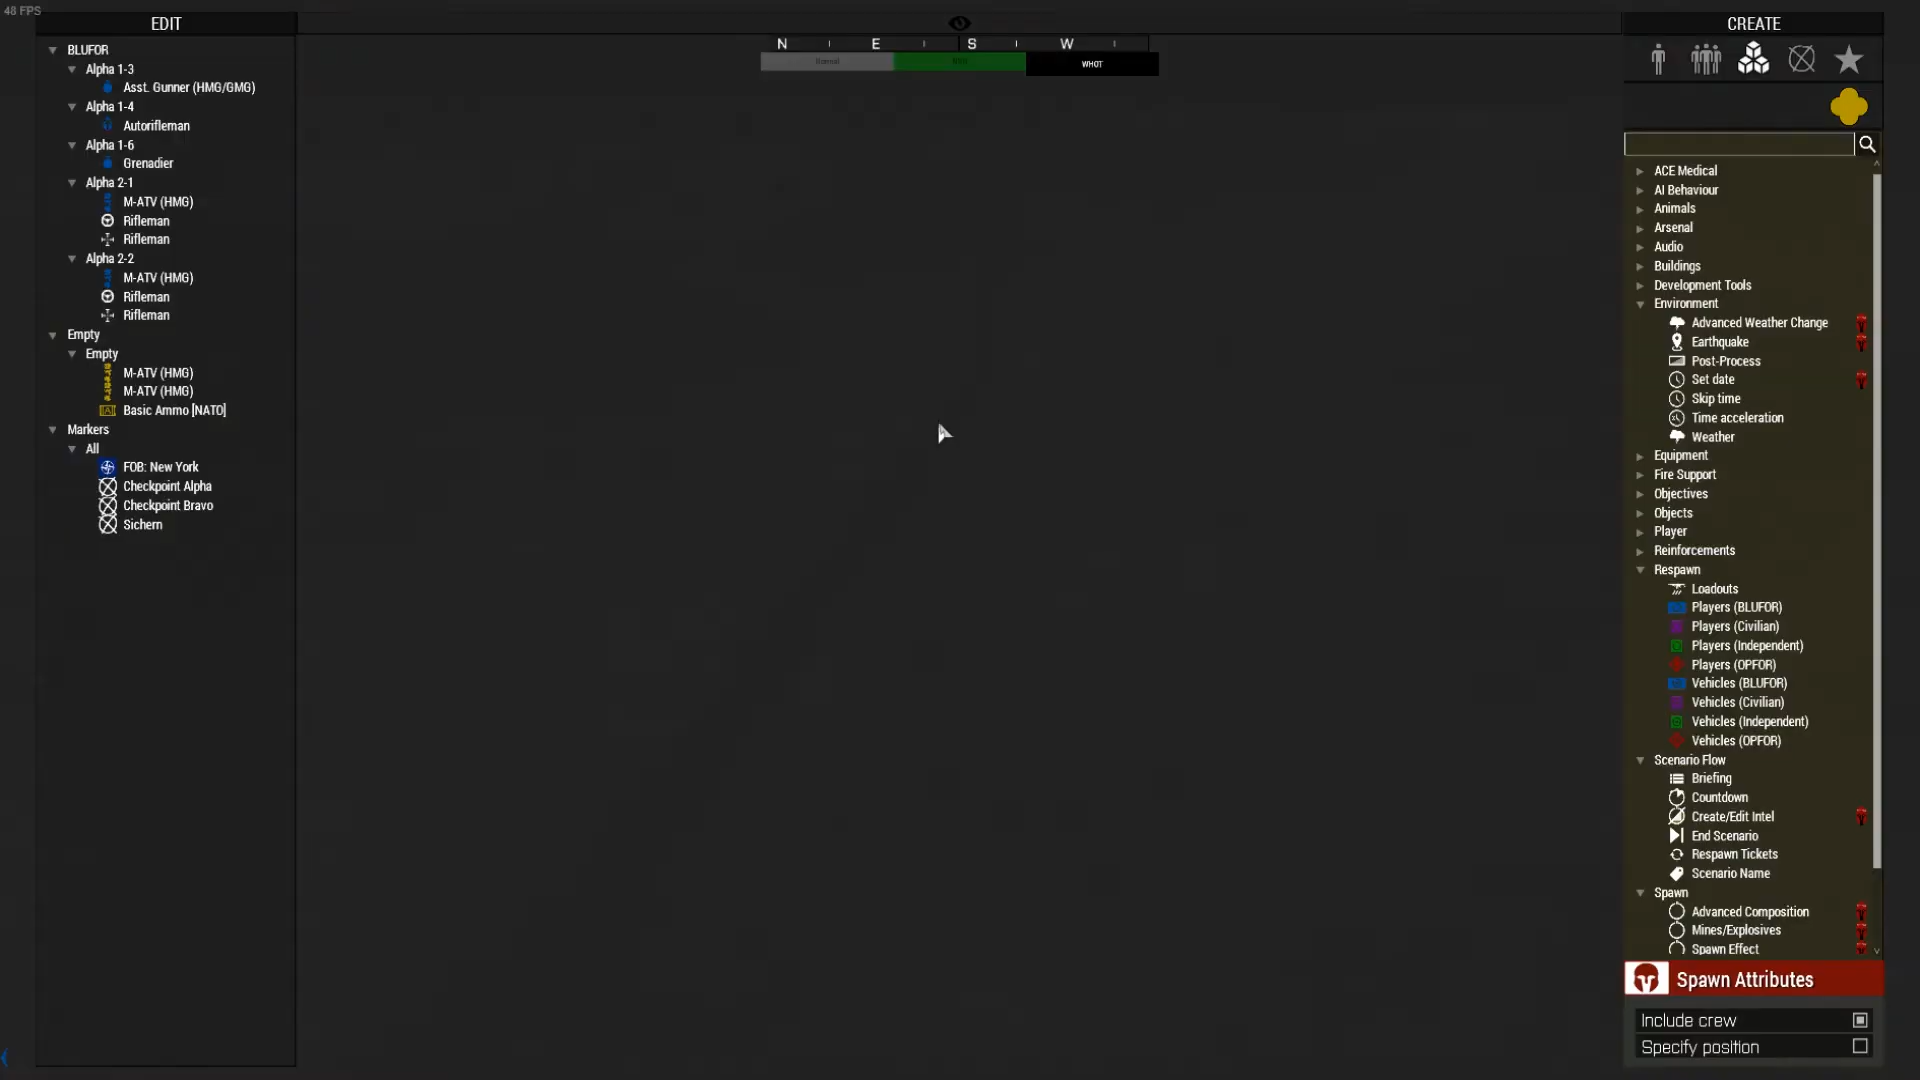 48 FPS
EDIT
BLUFOR
Alpha 1-3
Asst. Gunner (HMG/GMG)
Alpha 1-4
Autorifleman
Alpha 1-6
Grenadier
Alpha 2-1
M-ATV (HMG)
Rifleman
Rifleman
Alpha 2-2
M-ATV (HMG)
Rifleman
Rifleman
Empty
Empty
M-ATV (HMG)
M-ATV (HMG)
Basic Ammo [NATO]
Markers
All
FOB: New York
Checkpoint Alpha
Checkpoint Bravo
Sichern
N E S W
Normal
WHOT
CREATE
ACE Medical
AI Behaviour
Animals
Arsenal
Audio
Buildings
Development Tools
Environment
Advanced Weather Change
Earthquake
Post-Process
Set date
Skip time
Time acceleration
Weather
Equipment
Fire Support
Objectives
Objects
Player
Reinforcements
Respawn
Loadouts
Players (BLUFOR)
Players (Civilian)
Players (Independent)
Players (OPFOR)
Vehicles (BLUFOR)
Vehicles (Civilian)
Vehicles (Independent)
Vehicles (OPFOR)
Scenario Flow
Briefing
Countdown
Create/Edit Intel
End Scenario
Respawn Tickets
Scenario Name
Spawn
Advanced Composition
Mines/Explosives
Spawn Effect
Spawn Attributes
Include crew
Specify position